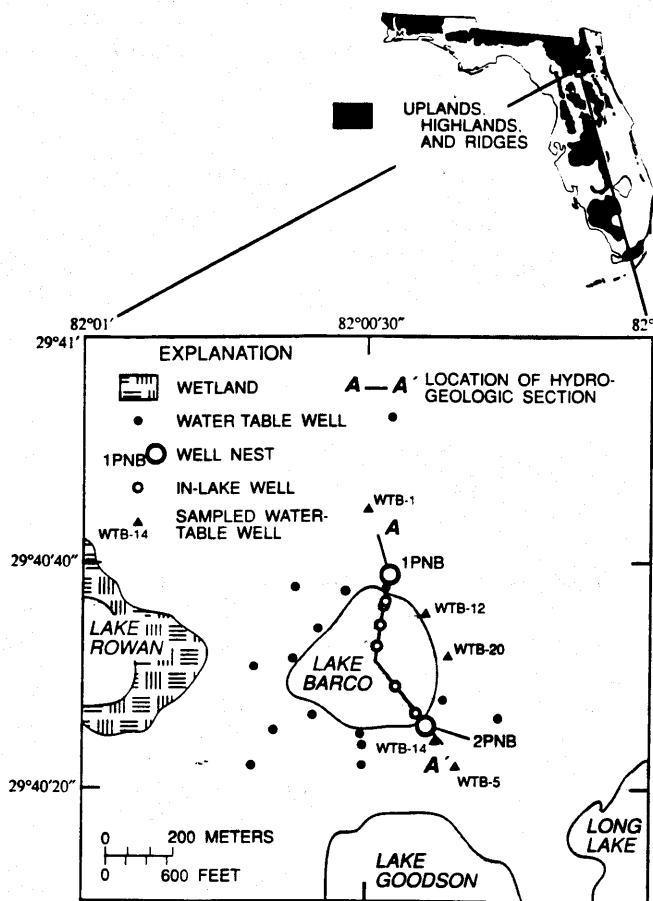 UPLANDS,
HIGHLANDS,
AND RIDGES
82°01'
82°00'30"
82°
29°41'
EXPLANATION
WETLAND
A — A' LOCATION OF HYDRO-
GEOLOGIC SECTION
WATER TABLE WELL
1PNB WELL NEST
IN-LAKE WELL
WTB-14 SAMPLED WATER-
TABLE WELL
WTB-1
A
29°40'40"
1PNB
WTB-12
LAKE
ROWAN
WTB-20
LAKE
BARCO
WTB-14
2PNB
A'
WTB-5
29°40'20"
0 200 METERS
0 600 FEET
LAKE
GOODSON
LONG
LAKE